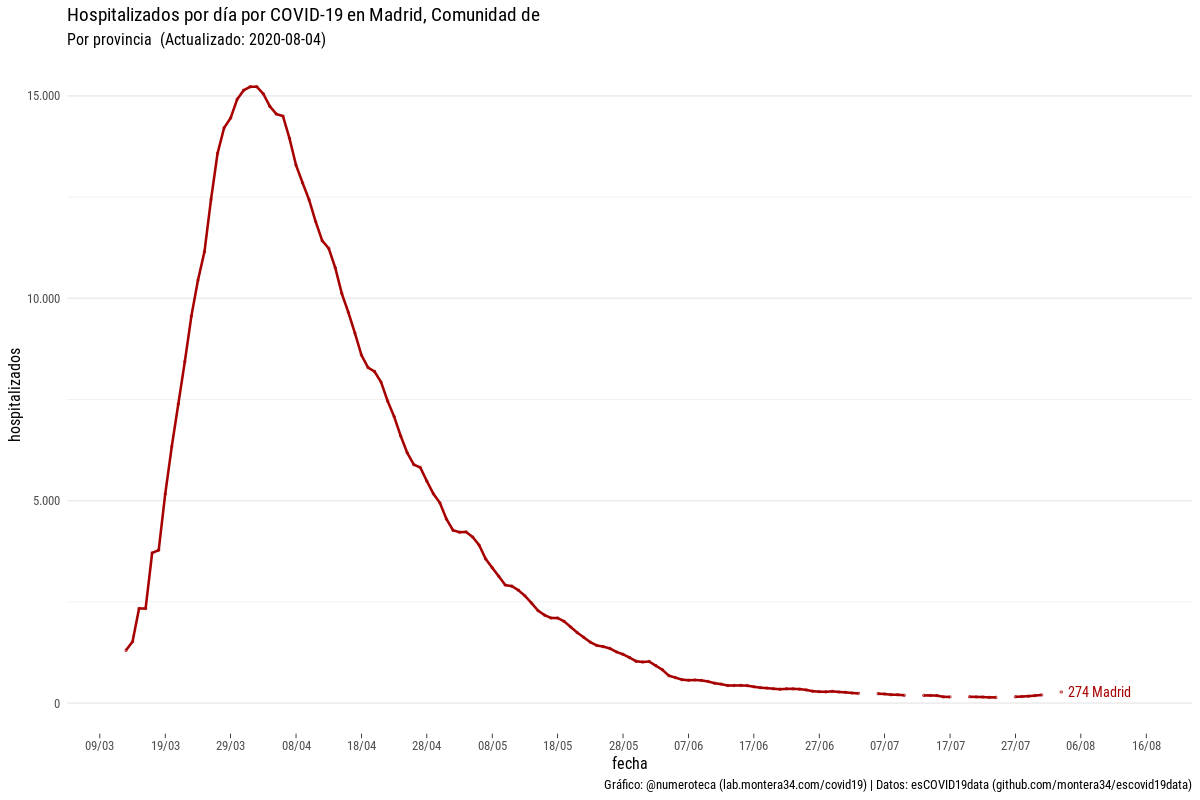 Hospitalizados por día por COVID-19 en Madrid, Comunidad de
Por provincia (Actualizado: 2020-08-04)
hospitalizados
15.000
10.000
5.000
0
274 Madrid
09/03 19/03 29/03 08/04 18/04 28/04 08/05 18/05 28/05 07/06 17/06 27/06 07/07 17/07 27/07 06/08 16/08
fecha
Gráfico: @numeroteca (lab.montera34.com/covid19) | Datos: esCOVID19data (github.com/montera34/escovid19data)